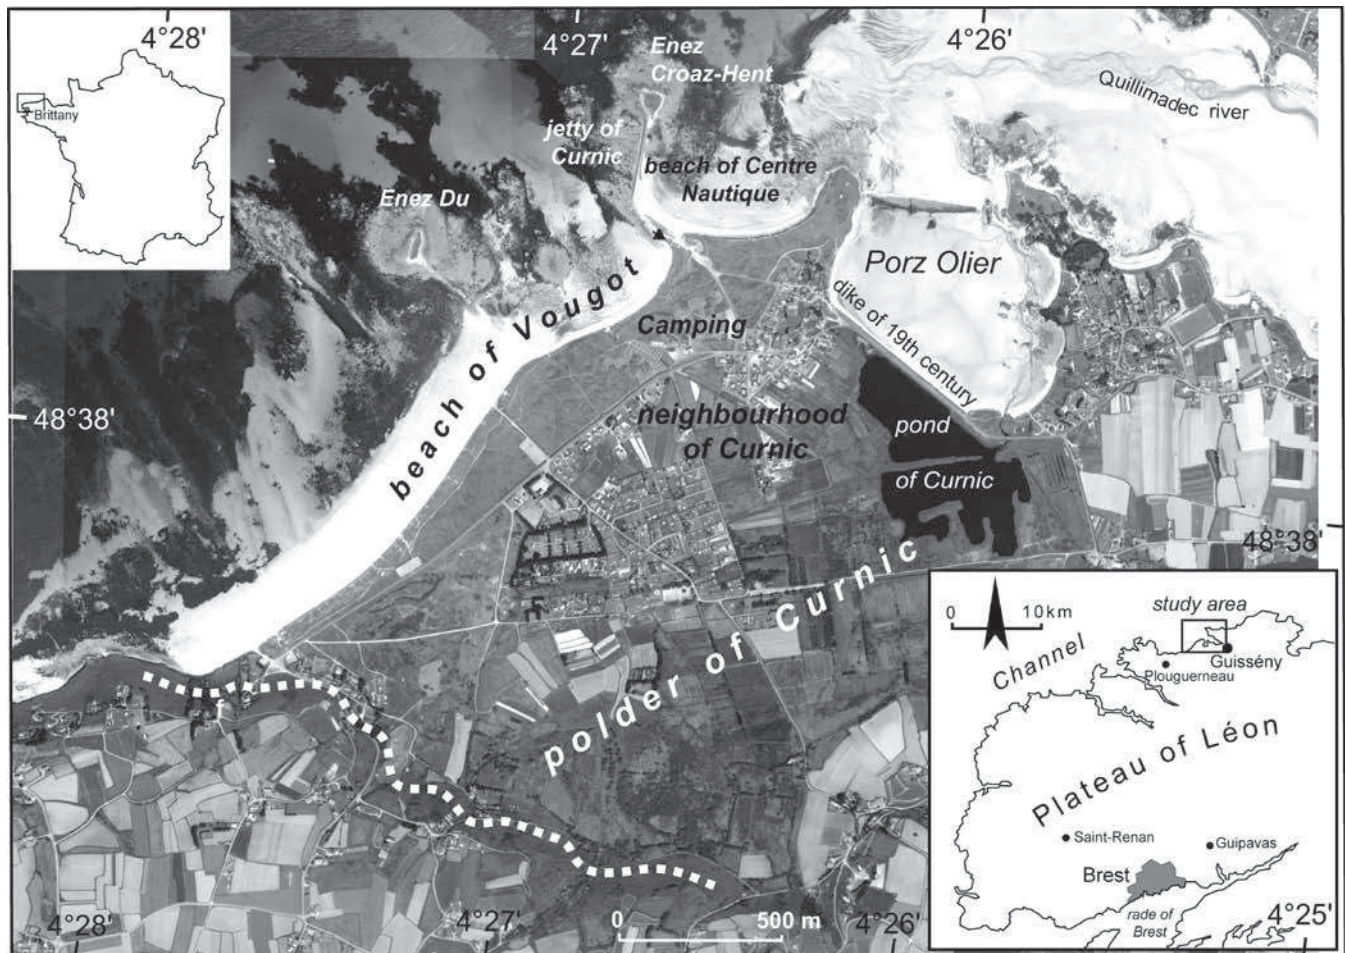 4°28'
4°27'
4°26'
Brittany
Enez
Croaz-Hent
Quillimadec river
jetty of
Curnic
beach of Centre
Nautique
Enez Du
Porz Olier
beach of Vougot
Camping
dike of 19th century
48°38'
neighbourhood
of Curnic
pond
of Curnic
48°38'
polder of Curnic
0 10km
study area
Channel
Guissény
Plouguerneau
Plateau of Léon
Saint-Renan
Guipavas
Brest
rade of
Brest
0 500 m
4°28'
4°27'
4°26'
4°25'